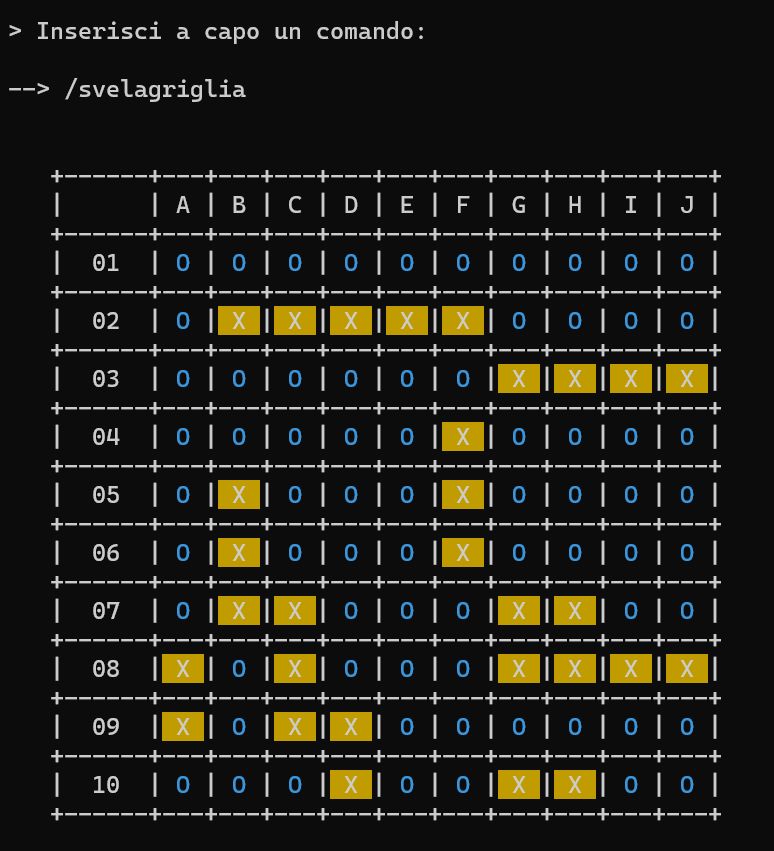 > Inserisci a capo un comando:
--> /svelagriglia
+------+---+---+---+---+---+---+---+---+---+---+
|      | A | B | C | D | E | F | G | H | I | J |
+------+---+---+---+---+---+---+---+---+---+---+
|  01  | O | O | O | O | O | O | O | O | O | O |
+------+---+---+---+---+---+---+---+---+---+---+
|  02  | O | X | X | X | X | X | O | O | O | O |
+------+---+---+---+---+---+---+---+---+---+---+
|  03  | O | O | O | O | O | O | X | X | X | X |
+------+---+---+---+---+---+---+---+---+---+---+
|  04  | O | O | O | O | O | X | O | O | O | O |
+------+---+---+---+---+---+---+---+---+---+---+
|  05  | O | X | O | O | O | X | O | O | O | O |
+------+---+---+---+---+---+---+---+---+---+---+
|  06  | O | X | O | O | O | X | O | O | O | O |
+------+---+---+---+---+---+---+---+---+---+---+
|  07  | O | X | X | O | O | O | X | X | O | O |
+------+---+---+---+---+---+---+---+---+---+---+
|  08  | X | O | X | O | O | O | X | X | X | X |
+------+---+---+---+---+---+---+---+---+---+---+
|  09  | X | O | X | X | O | O | O | O | O | O |
+------+---+---+---+---+---+---+---+---+---+---+
|  10  | O | O | O | X | O | O | X | X | O | O |
+------+---+---+---+---+---+---+---+---+---+---+